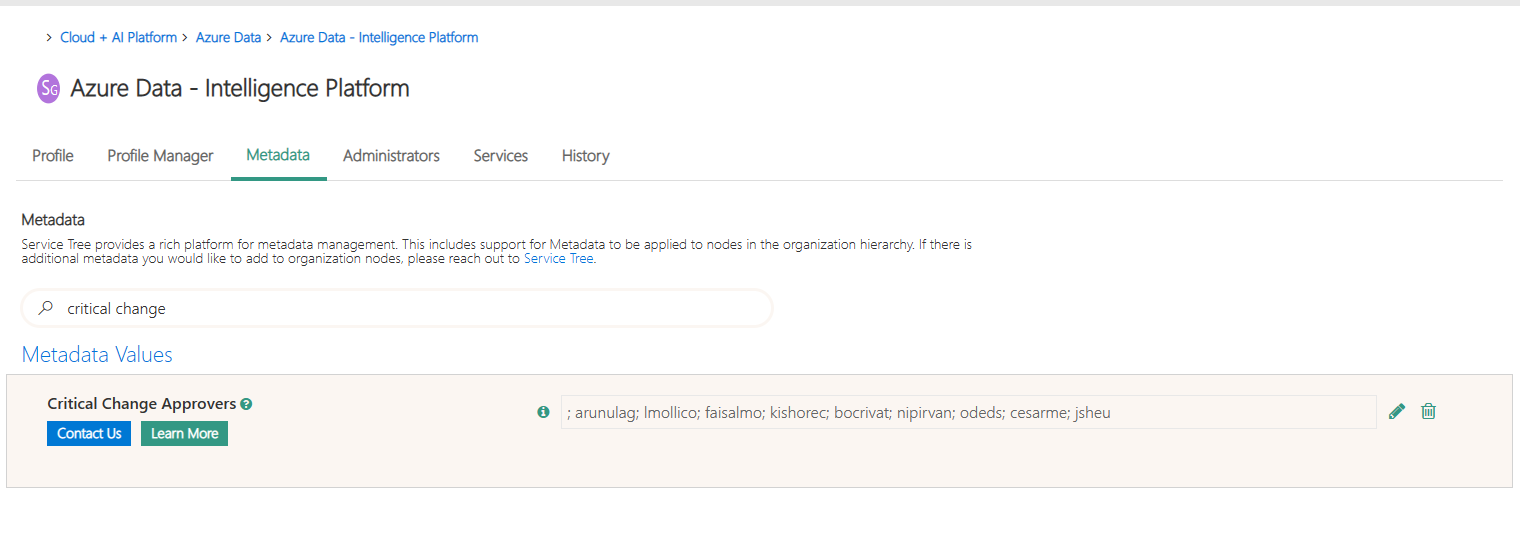 > Cloud + AI Platform > Azure Data > Azure Data - Intelligence Platform
SG Azure Data - Intelligence Platform
Profile Profile Manager Metadata Administrators Services History
Metadata
Service Tree provides a rich platform for metadata management. This includes support for Metadata to be applied to nodes in the organization hierarchy. If there is
additional metadata you would like to add to organization nodes, please reach out to Service Tree.
critical change
Metadata Values
Critical Change Approvers
; arunulag; lmollico; faisalmo; kishorec; bocrivat; nipirvan; odeds; cesarme; jsheu
Contact Us Learn More